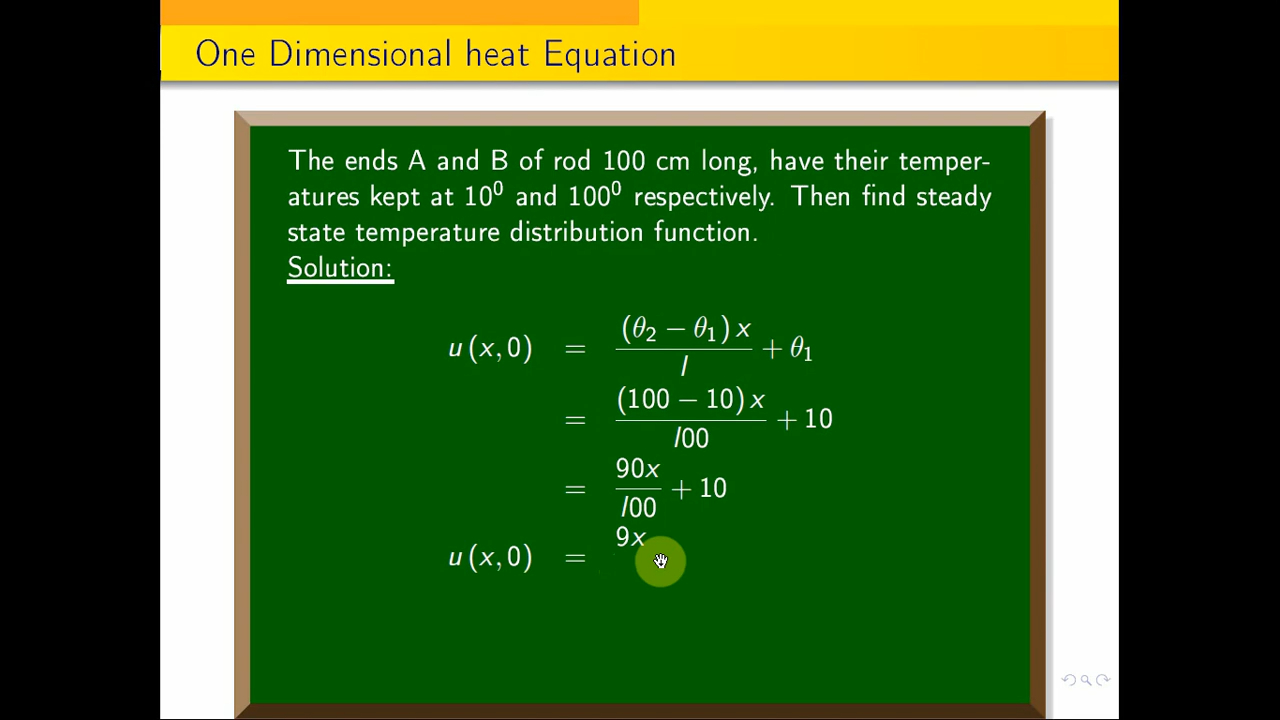 One Dimensional heat Equation
The ends A and B of rod 100 cm long, have their temper-
atures kept at 10⁰ and 100⁰ respectively. Then find steady
state temperature distribution function.
Solution:
u (x, 0) = (θ₂ − θ₁) x / l + θ₁
= (100 − 10) x / l00 + 10
= 90x / l00 + 10
u (x, 0) = 9x